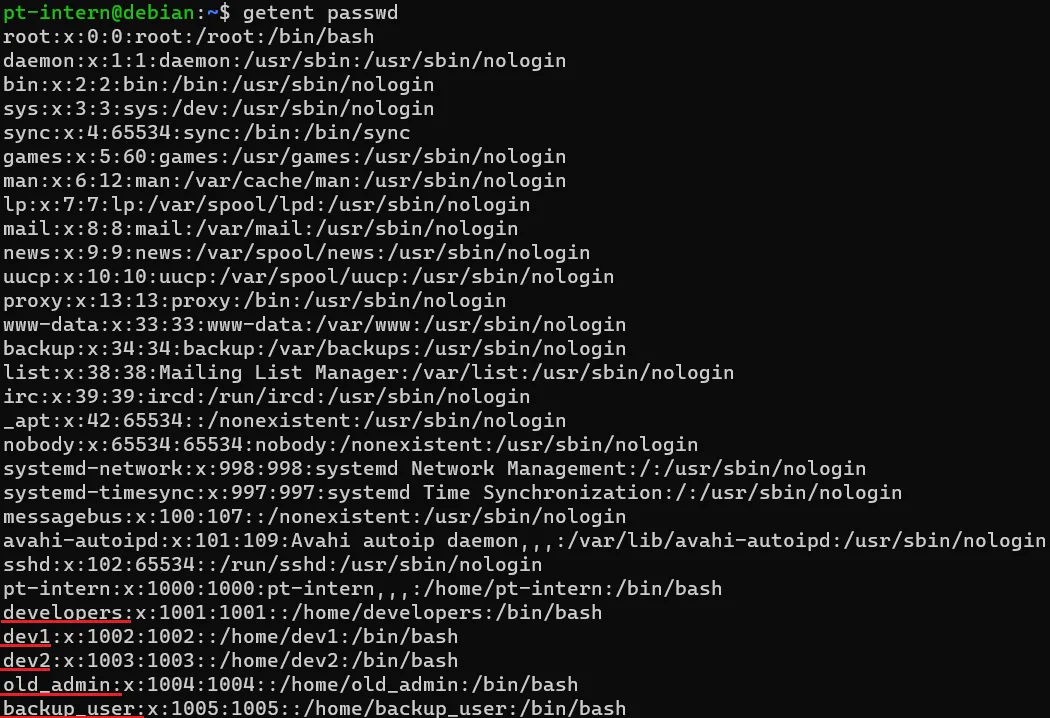 pt-intern@debian:~$ getent passwd
root:x:0:0:root:/root:/bin/bash
daemon:x:1:1:daemon:/usr/sbin:/usr/sbin/nologin
bin:x:2:2:bin:/bin:/usr/sbin/nologin
sys:x:3:3:sys:/dev:/usr/sbin/nologin
sync:x:4:65534:sync:/bin:/bin/sync
games:x:5:60:games:/usr/games:/usr/sbin/nologin
man:x:6:12:man:/var/cache/man:/usr/sbin/nologin
lp:x:7:7:lp:/var/spool/lpd:/usr/sbin/nologin
mail:x:8:8:mail:/var/mail:/usr/sbin/nologin
news:x:9:9:news:/var/spool/news:/usr/sbin/nologin
uucp:x:10:10:uucp:/var/spool/uucp:/usr/sbin/nologin
proxy:x:13:13:proxy:/bin:/usr/sbin/nologin
www-data:x:33:33:www-data:/var/www:/usr/sbin/nologin
backup:x:34:34:backup:/var/backups:/usr/sbin/nologin
list:x:38:38:Mailing List Manager:/var/list:/usr/sbin/nologin
irc:x:39:39:ircd:/run/ircd:/usr/sbin/nologin
_apt:x:42:65534::/nonexistent:/usr/sbin/nologin
nobody:x:65534:65534:nobody:/nonexistent:/usr/sbin/nologin
systemd-network:x:998:998:systemd Network Management:/:/usr/sbin/nologin
systemd-timesync:x:997:997:systemd Time Synchronization:/:/usr/sbin/nologin
messagebus:x:100:107::/nonexistent:/usr/sbin/nologin
avahi-autoipd:x:101:109:Avahi autoip daemon,,,:/var/lib/avahi-autoipd:/usr/sbin/nologin
sshd:x:102:65534::/run/sshd:/usr/sbin/nologin
pt-intern:x:1000:1000:pt-intern,,,:/home/pt-intern:/bin/bash
developers:x:1001:1001::/home/developers:/bin/bash
dev1:x:1002:1002::/home/dev1:/bin/bash
dev2:x:1003:1003::/home/dev2:/bin/bash
old_admin:x:1004:1004::/home/old_admin:/bin/bash
backup_user:x:1005:1005::/home/backup_user:/bin/bash